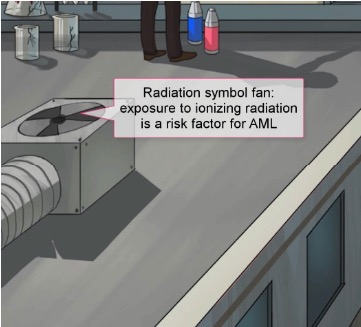 Radiation symbol fan:
exposure to ionizing radiation
is a risk factor for AML